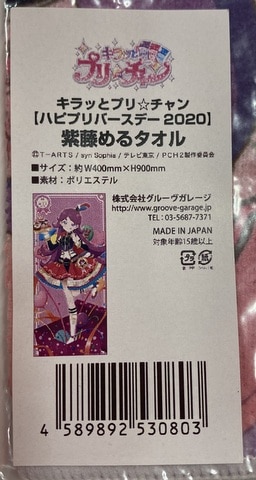 キラッと
プリ☆チャン
キラッとプリ☆チャン
【ハピプリバースデー2020】
紫藤めるタオル
©T-ARTS / syn Sophia / テレビ東京 / PCH2製作委員会
■サイズ：約W400mm×H900mm
■素材：ポリエステル
株式会社グルーヴガレージ
http://www.groove-garage.jp
TEL：03-5687-7371
MADE IN JAPAN
対象年齢15歳以上
プラ 紙
4 589892 530803